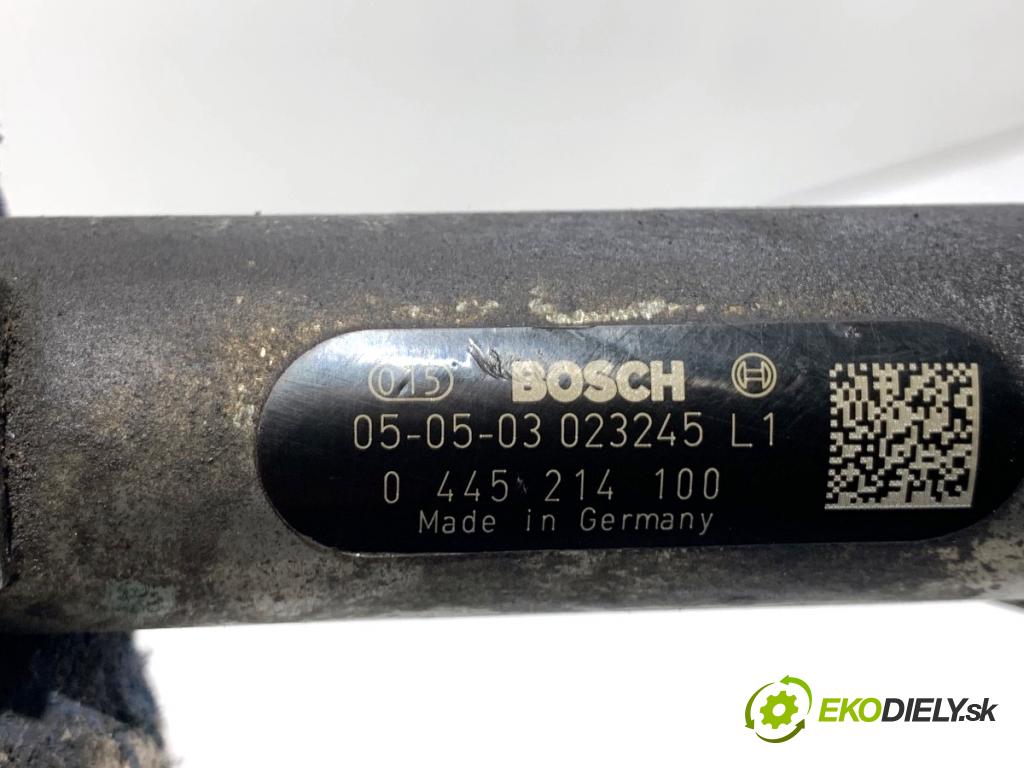 015 BOSCH
05-05-03 023245 L1
0 445 214 100
Made in Germany
EKODIELY.sk